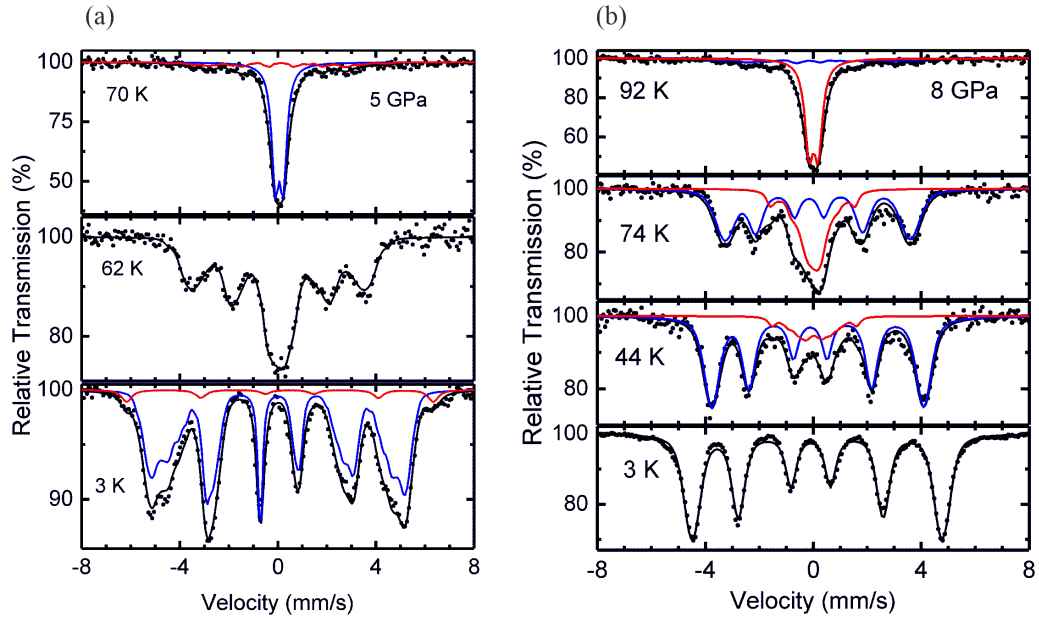 (a)
100
75
50
70 K
5 GPa
100
80
62 K
100
90
3 K
-8 -4 0 4 8
Velocity (mm/s)
Relative Transmission (%)
(b)
100
80
60
92 K
8 GPa
100
80
74 K
100
80
44 K
100
80
3 K
-8 -4 0 4 8
Velocity (mm/s)
Relative Transmission (%)